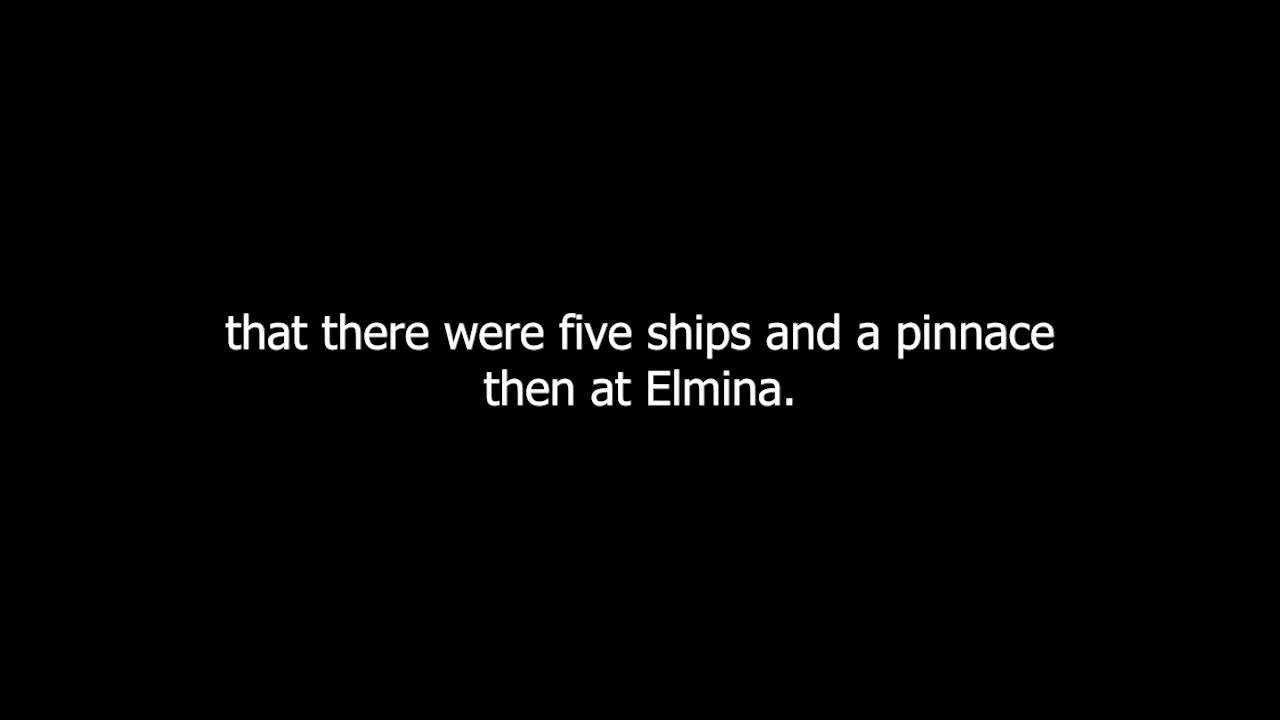 that there were five ships and a pinnace
then at Elmina.